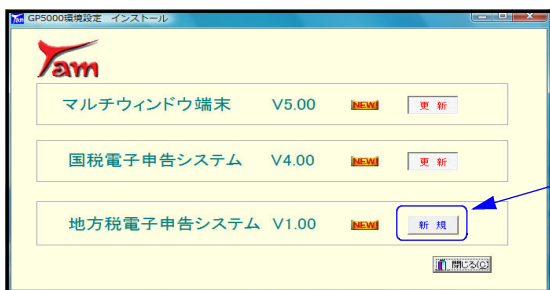 GP5000環境設定 インストール
Yam
マルチウィンドウ端末 V5.00 NEW! 更 新
国税電子申告システム V4.00 NEW! 更 新
地方税電子申告システム V1.00 NEW! 新 規
閉じる(C)